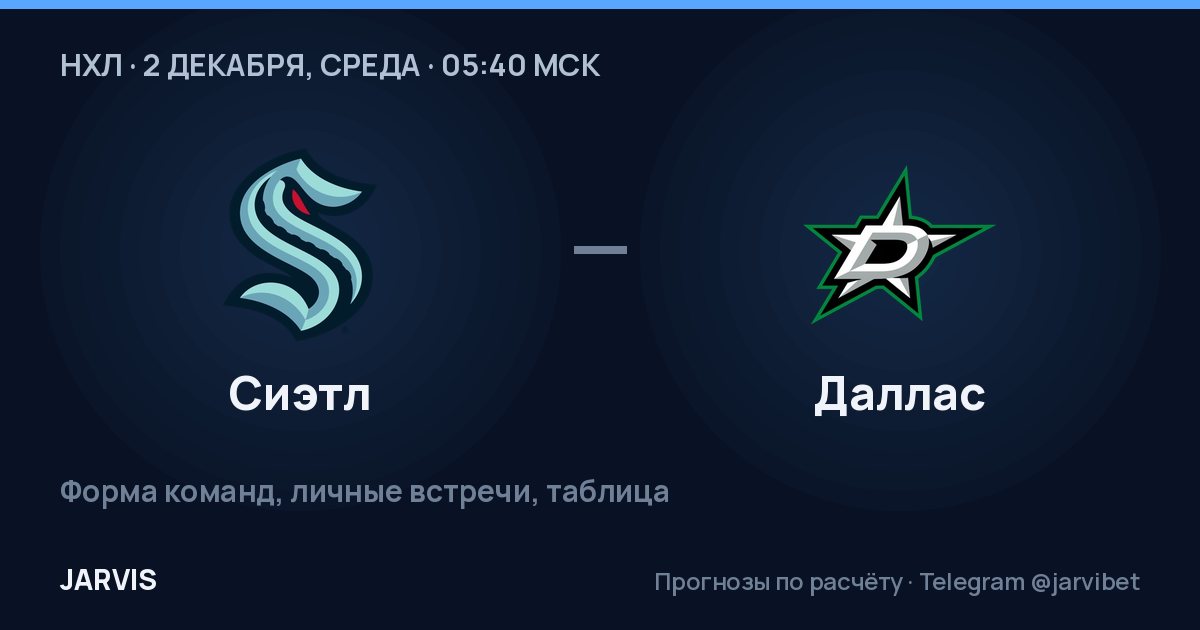 НХЛ · 2 ДЕКАБРЯ, СРЕДА · 05:40 МСК
D
Сиэтл
—
Даллас
Форма команд, личные встречи, таблица
JARVIS
Прогнозы по расчёту · Telegram @jarvibet